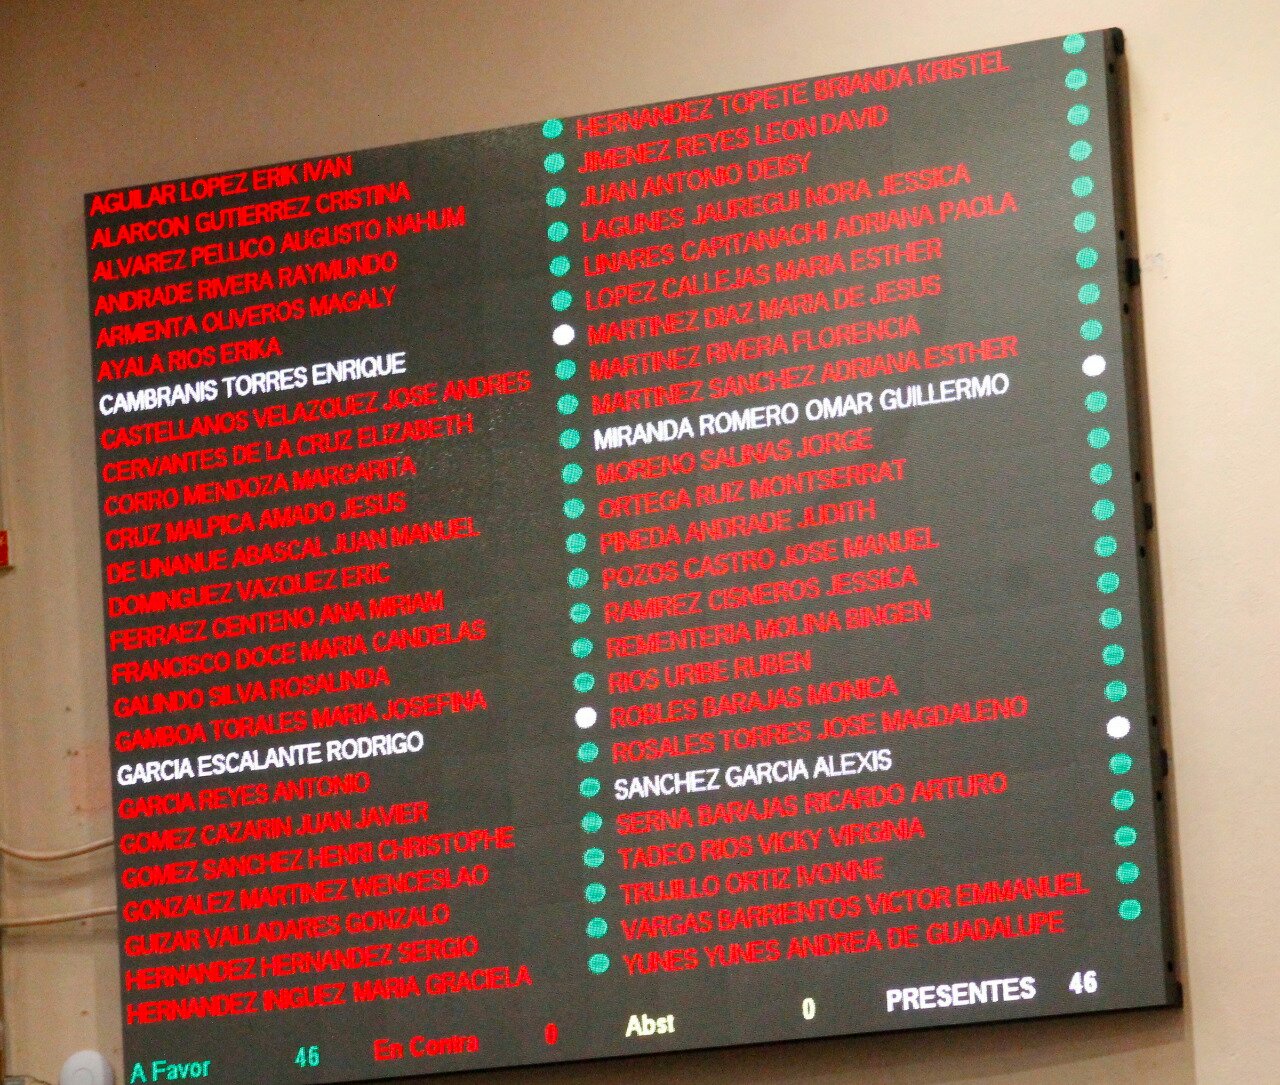 AGUILAR LOPEZ ERIK IVAN
ALARCON GUTIERREZ CRISTINA
ALVAREZ PELLICO AUGUSTO NAHUM
ANDRADE RIVERA RAYMUNDO
ARMENTA OLIVEROS MAGALY
AYALA RIOS ERIKA
CAMBRANIS TORRES ENRIQUE
CASTELLANOS VELAZQUEZ JOSE ANDRES
CERVANTES DE LA CRUZ ELIZABETH
CORRO MENDOZA MARGARITA
CRUZ MALPICA AMADO JESUS
DE UNANUE ABASCAL JUAN MANUEL
DOMINGUEZ VAZQUEZ ERIC
FERRAEZ CENTENO ANA MIRIAM
FRANCISCO DOCE MARIA CANDELAS
GALINDO SILVA ROSALINDA
GAMBOA TORALES MARIA JOSEFINA
GARCIA ESCALANTE RODRIGO
GARCIA REYES ANTONIO
GOMEZ CAZARIN JUAN JAVIER
GOMEZ SANCHEZ HENRI CHRISTOPHE
GONZALEZ MARTINEZ WENCESLAO
GUIZAR VALLADARES GONZALO
HERNANDEZ HERNANDEZ SERGIO
HERNANDEZ INIGUEZ MARIA GRACIELA
HERNANDEZ TOPETE BRIANDA KRISTEL
JIMENEZ REYES LEON DAVID
JUAN ANTONIO DEISY
LAGUNES JAUREGUI NORA JESSICA
LINARES CAPITANACHI ADRIANA PAOLA
LOPEZ CALLEJAS MARIA ESTHER
MARTINEZ DIAZ MARIA DE JESUS
MARTINEZ RIVERA FLORENCIA
MARTINEZ SANCHEZ ADRIANA ESTHER
MIRANDA ROMERO OMAR GUILLERMO
MORENO SALINAS JORGE
ORTEGA RUIZ MONTSERRAT
PINEDA ANDRADE JUDITH
POZOS CASTRO JOSE MANUEL
RAMIREZ CISNEROS JESSICA
REMENTERIA MOLINA BINGEN
RIOS URIBE RUBEN
ROBLES BARAJAS MONICA
ROSALES TORRES JOSE MAGDALENO
SANCHEZ GARCIA ALEXIS
SERNA BARAJAS RICARDO ARTURO
TADEO RIOS VICKY VIRGINIA
TRUJILLO ORTIZ IVONNE
VARGAS BARRIENTOS VICTOR EMMANUEL
YUNES YUNES ANDREA DE GUADALUPE
A Favor 46 En Contra 0 Abst 0 PRESENTES 46